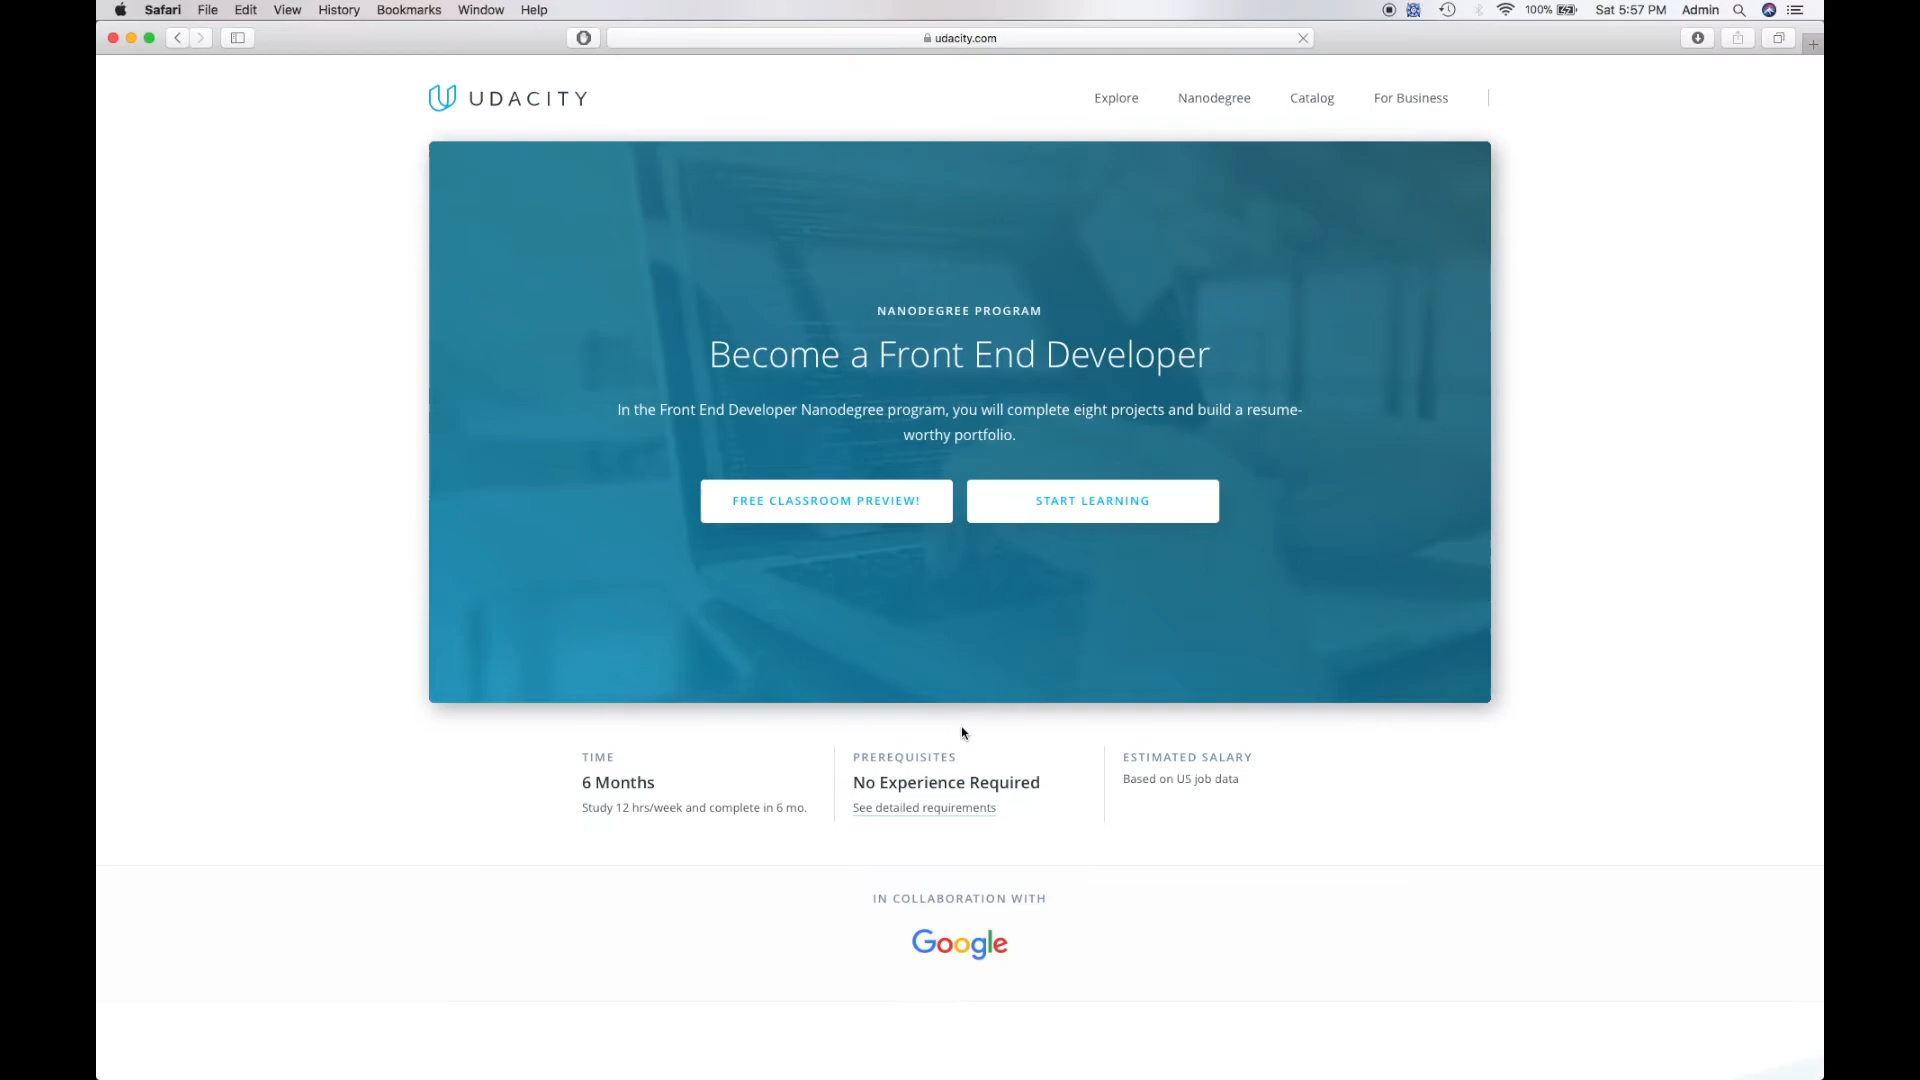 Safari File Edit View History Bookmarks Window Help 100% Sat 5:57 PM Admin
udacity.com
UDACITY Explore Nanodegree Catalog For Business
NANODEGREE PROGRAM
Become a Front End Developer
In the Front End Developer Nanodegree program, you will complete eight projects and build a resume-
worthy portfolio.
FREE CLASSROOM PREVIEW! START LEARNING
TIME
6 Months
Study 12 hrs/week and complete in 6 mo.
PREREQUISITES
No Experience Required
See detailed requirements
ESTIMATED SALARY
Based on US job data
IN COLLABORATION WITH
Google